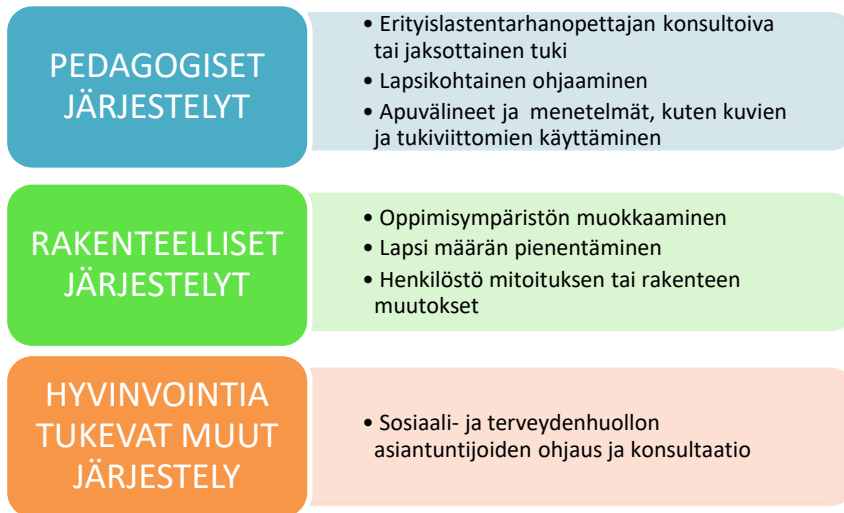 PEDAGOGISET
JÄRJESTELYT
• Erityislastentarhanopettajan konsultoiva
tai jaksottainen tuki
• Lapsikohtainen ohjaaminen
• Apuvälineet ja menetelmät, kuten kuvien
ja tukiviittomien käyttäminen
RAKENTEELLISET
JÄRJESTELYT
• Oppimisympäristön muokkaaminen
• Lapsi määrän pienentäminen
• Henkilöstö mitoituksen tai rakenteen
muutokset
HYVINVOINTIA
TUKEVAT MUUT
JÄRJESTELY
• Sosiaali- ja terveydenhuollon
asiantuntijoiden ohjaus ja konsultaatio